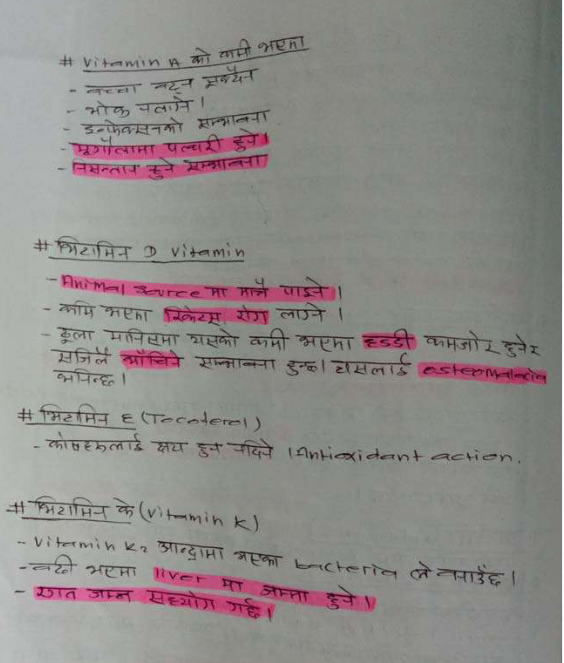 # Vitamin A को कमी भएमा
- बच्चा बढ्न सक्दैन
- भोक नलाग्ने ।
- इन्फेक्सनको सम्भावना
- मृगौलामा पत्थरी हुने ।
- निसन्तान हुने सम्भावना
# भिटामिन D Vitamin
- Animal source मा मात्रै पाइने ।
- कमि भएमा रिकेट्स रोग लाग्ने ।
- ठूला मानिसमा यसको कमी भएमा हड्डी कमजोर हुने र
सजिलै भाँचिने सम्भावना हुन्छ । यसलाई osteomalacia
भनिन्छ ।
# भिटामिन E (Tocoferol)
- कोषहरूलाई क्षय हुन नदिने । Antioxidant action.
# भिटामिन के (Vitamin K)
- Vitamin K2 आन्द्रामा भएका bacteria ले बनाउँछ ।
- बढी भएमा liver मा जम्मा हुने ।
- रगत जम्न सहयोग गर्छ ।